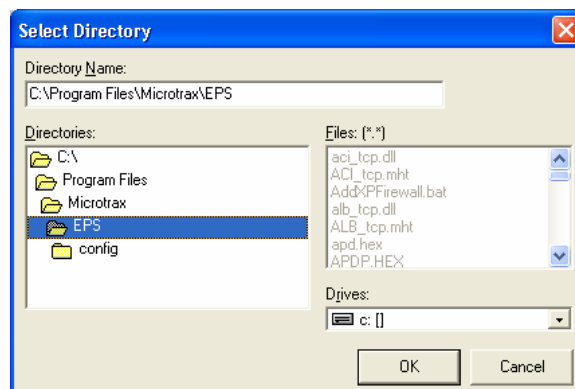 Select Directory
Directory Name:
C:\Program Files\Microtrax\EPS
Directories:
C:\
Program Files
Microtrax
EPS
config
Files: (*.*)
aci_tcp.dll
ACI_tcp.mht
AddXPFirewall.bat
alb_tcp.dll
ALB_tcp.mht
apd.hex
APDP.HEX
Drives:
c: []
OK
Cancel